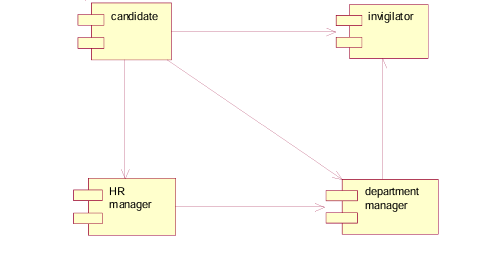 candidate
invigilator
HR
manager
department
manager